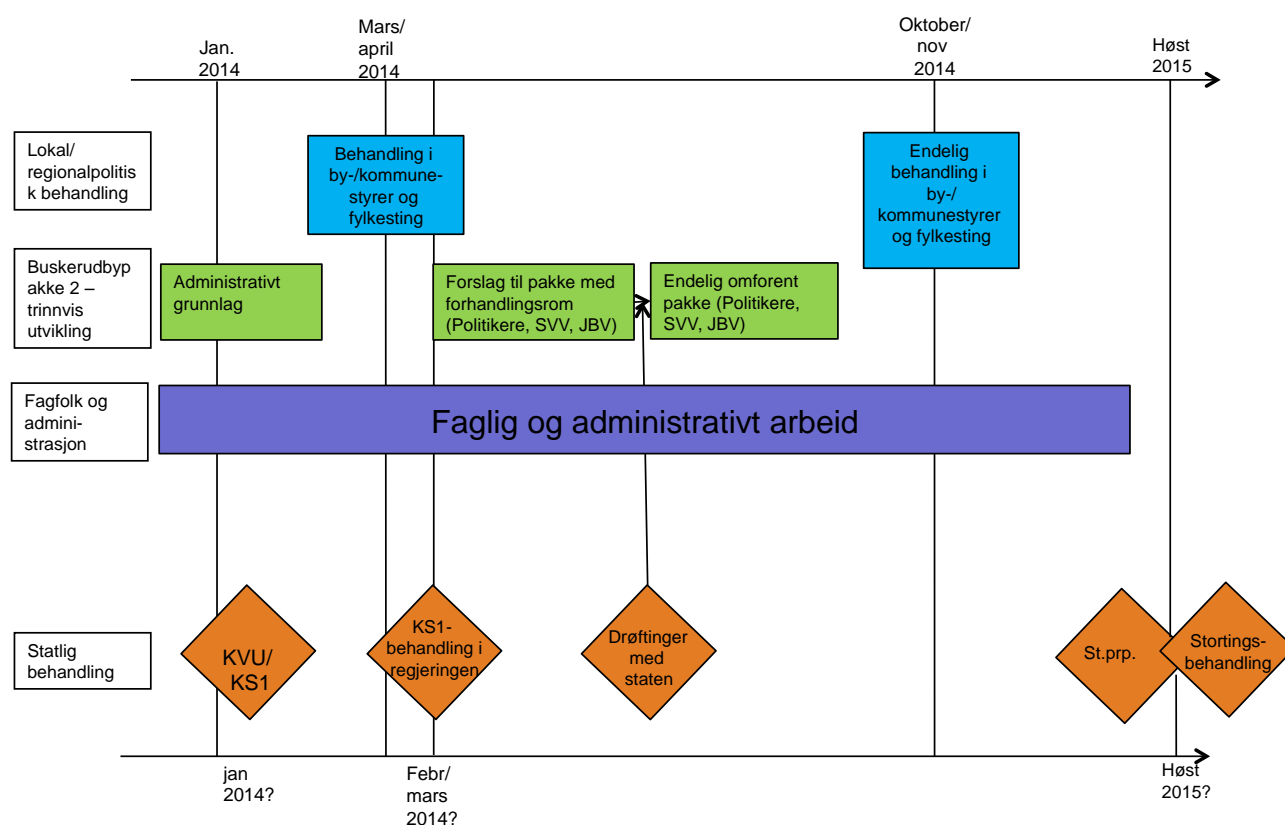 Jan.
2014
Mars/
april
2014
Oktober/
nov
2014
Høst
2015
Lokal/
regionalpolitis
k behandling
Behandling i
by-/kommune-
styrer og
fylkesting
Endelig
behandling i
by-/
kommunestyrer
og fylkesting
Buskerudbyp
akke 2 –
trinnvis
utvikling
Administrativt
grunnlag
Forslag til pakke med
forhandlingsrom
(Politikere, SVV, JBV)
Endelig omforent
pakke (Politikere,
SVV, JBV)
Fagfolk og
admini-
strasjon
Faglig og administrativt arbeid
Statlig
behandling
KVU/
KS1
KS1-
behandling i
regjeringen
Drøftinger
med
staten
St.prp.
Stortings-
behandling
jan
2014?
Febr/
mars
2014?
Høst
2015?